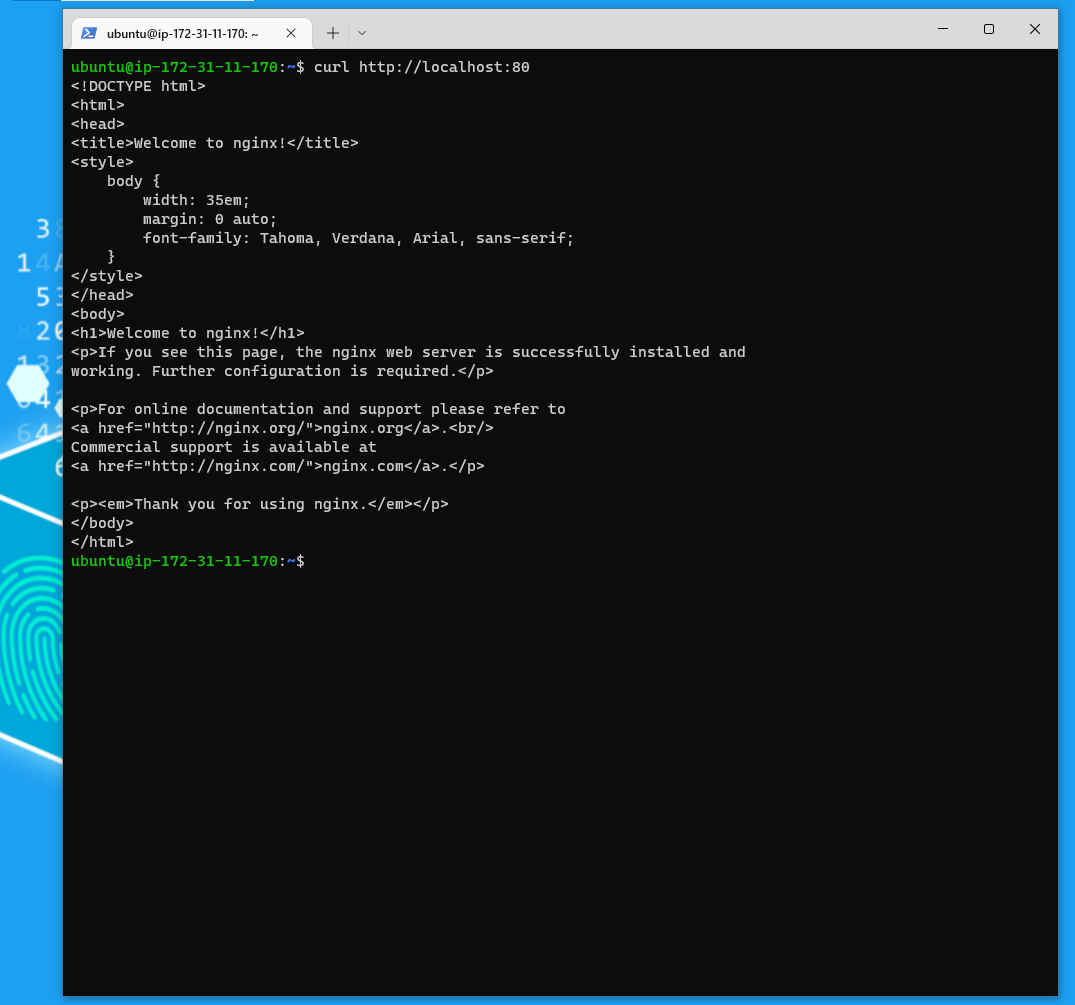 ubuntu@ip-172-31-11-170: ~
ubuntu@ip-172-31-11-170:~$ curl http://localhost:80
<!DOCTYPE html>
<html>
<head>
<title>Welcome to nginx!</title>
<style>
    body {
        width: 35em;
        margin: 0 auto;
        font-family: Tahoma, Verdana, Arial, sans-serif;
    }
</style>
</head>
<body>
<h1>Welcome to nginx!</h1>
<p>If you see this page, the nginx web server is successfully installed and
working. Further configuration is required.</p>

<p>For online documentation and support please refer to
<a href="http://nginx.org/">nginx.org</a>.<br/>
Commercial support is available at
<a href="http://nginx.com/">nginx.com</a>.</p>

<p><em>Thank you for using nginx.</em></p>
</body>
</html>
ubuntu@ip-172-31-11-170:~$